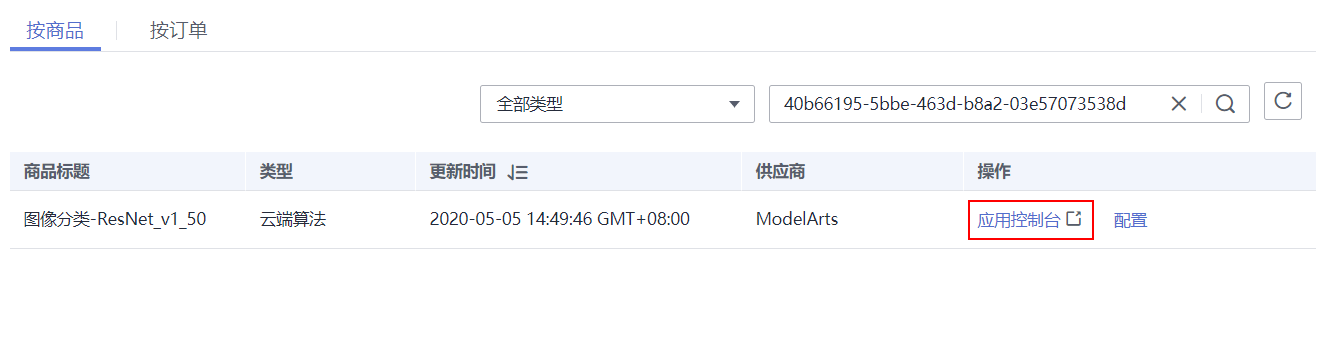 按商品 按订单
全部类型 40b66195-5bbe-463d-b8a2-03e57073538d
商品标题 类型 更新时间 供应商 操作
图像分类-ResNet_v1_50 云端算法 2020-05-05 14:49:46 GMT+08:00 ModelArts 应用控制台 配置